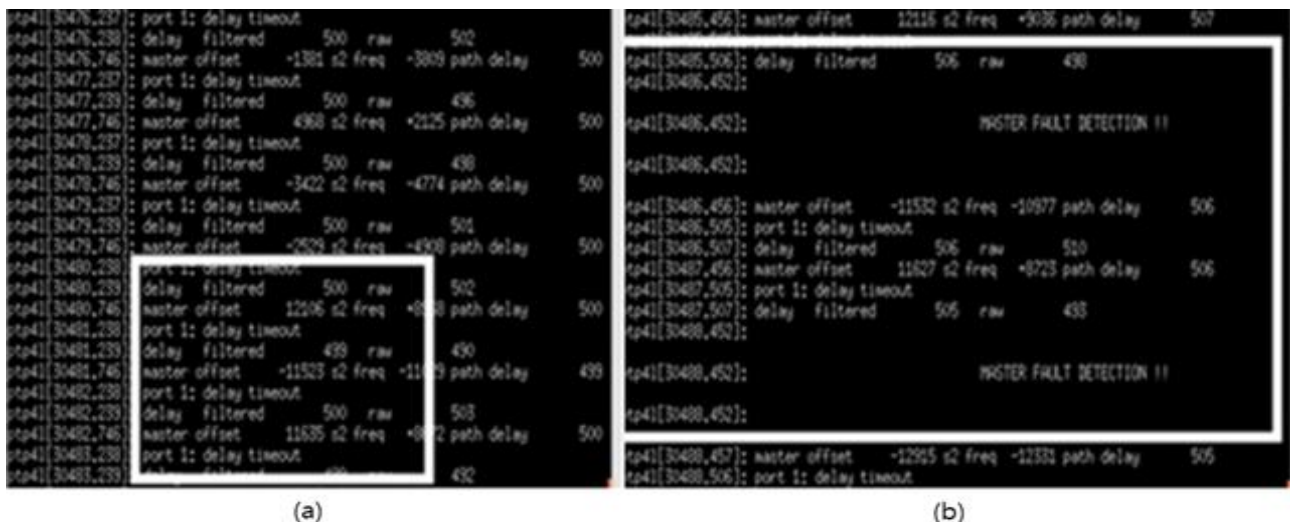 ptp4l[30476.237]: port 1: delay timeout
ptp4l[30476.238]: delay filtered 500 raw 502
ptp4l[30476.746]: master offset -1381 s2 freq -3809 path delay 500
ptp4l[30477.237]: port 1: delay timeout
ptp4l[30477.239]: delay filtered 500 raw 496
ptp4l[30477.746]: master offset 4968 s2 freq +2125 path delay 500
ptp4l[30478.237]: port 1: delay timeout
ptp4l[30478.239]: delay filtered 500 raw 498
ptp4l[30478.746]: master offset -3422 s2 freq -4774 path delay 500
ptp4l[30479.237]: port 1: delay timeout
ptp4l[30479.239]: delay filtered 500 raw 501
ptp4l[30479.746]: master offset -2529 s2 freq -4908 path delay 500
ptp4l[30480.238]: port 1: delay timeout
ptp4l[30480.239]: delay filtered 500 raw 502
ptp4l[30480.746]: master offset 12106 s2 freq path delay 500
ptp4l[30481.238]: port 1: delay timeout
ptp4l[30481.239]: delay filtered 499 raw 490
ptp4l[30481.746]: master offset -11523 s2 freq path delay 499
ptp4l[30482.238]: port 1: delay timeout
ptp4l[30482.239]: delay filtered 500 raw 503
ptp4l[30482.746]: master offset 11635 s2 freq path delay 500
ptp4l[30483.238]: port 1: delay timeout
ptp4l[30483.239]: 492
(a)
ptp4l[30485.456]: master offset 12116 s2 freq +9036 path delay 507
ptp4l[30485.506]: delay filtered 506 raw 498
ptp4l[30486.452]:
ptp4l[30486.452]: MASTER FAULT DETECTION !!
ptp4l[30486.452]:
ptp4l[30486.456]: master offset -11532 s2 freq -10977 path delay 506
ptp4l[30486.505]: port 1: delay timeout
ptp4l[30486.507]: delay filtered 506 raw 510
ptp4l[30487.456]: master offset 11627 s2 freq +8723 path delay 506
ptp4l[30487.505]: port 1: delay timeout
ptp4l[30487.507]: delay filtered 505 raw 493
ptp4l[30488.452]:
ptp4l[30488.452]: MASTER FAULT DETECTION !!
ptp4l[30488.452]:
ptp4l[30488.457]: master offset -12915 s2 freq -12331 path delay 505
ptp4l[30488.506]: port 1: delay timeout
(b)